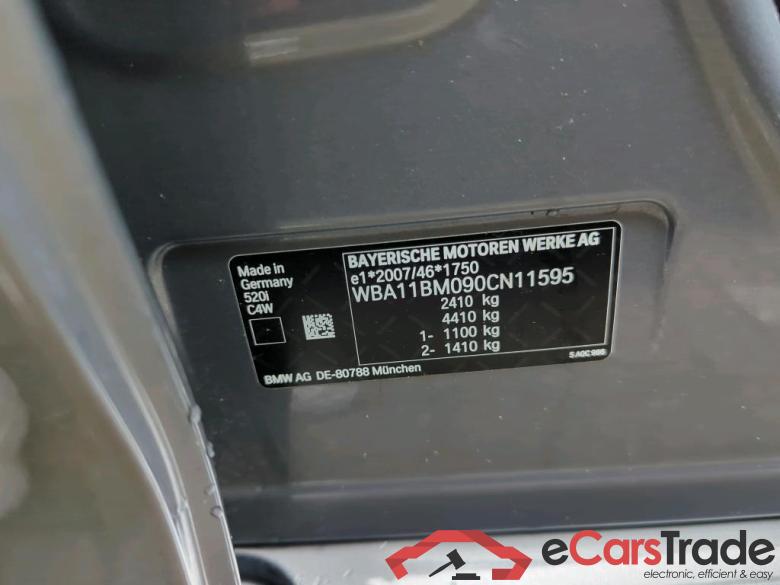 BAYERISCHE MOTOREN WERKE AG
e1*2007/46*1750
WBA11BM090CN11595
2410 kg
4410 kg
1- 1100 kg
2- 1410 kg
Made in
Germany
520i
C4W
BMW AG DE-80788 München
eCarsTrade
electronic, efficient & easy